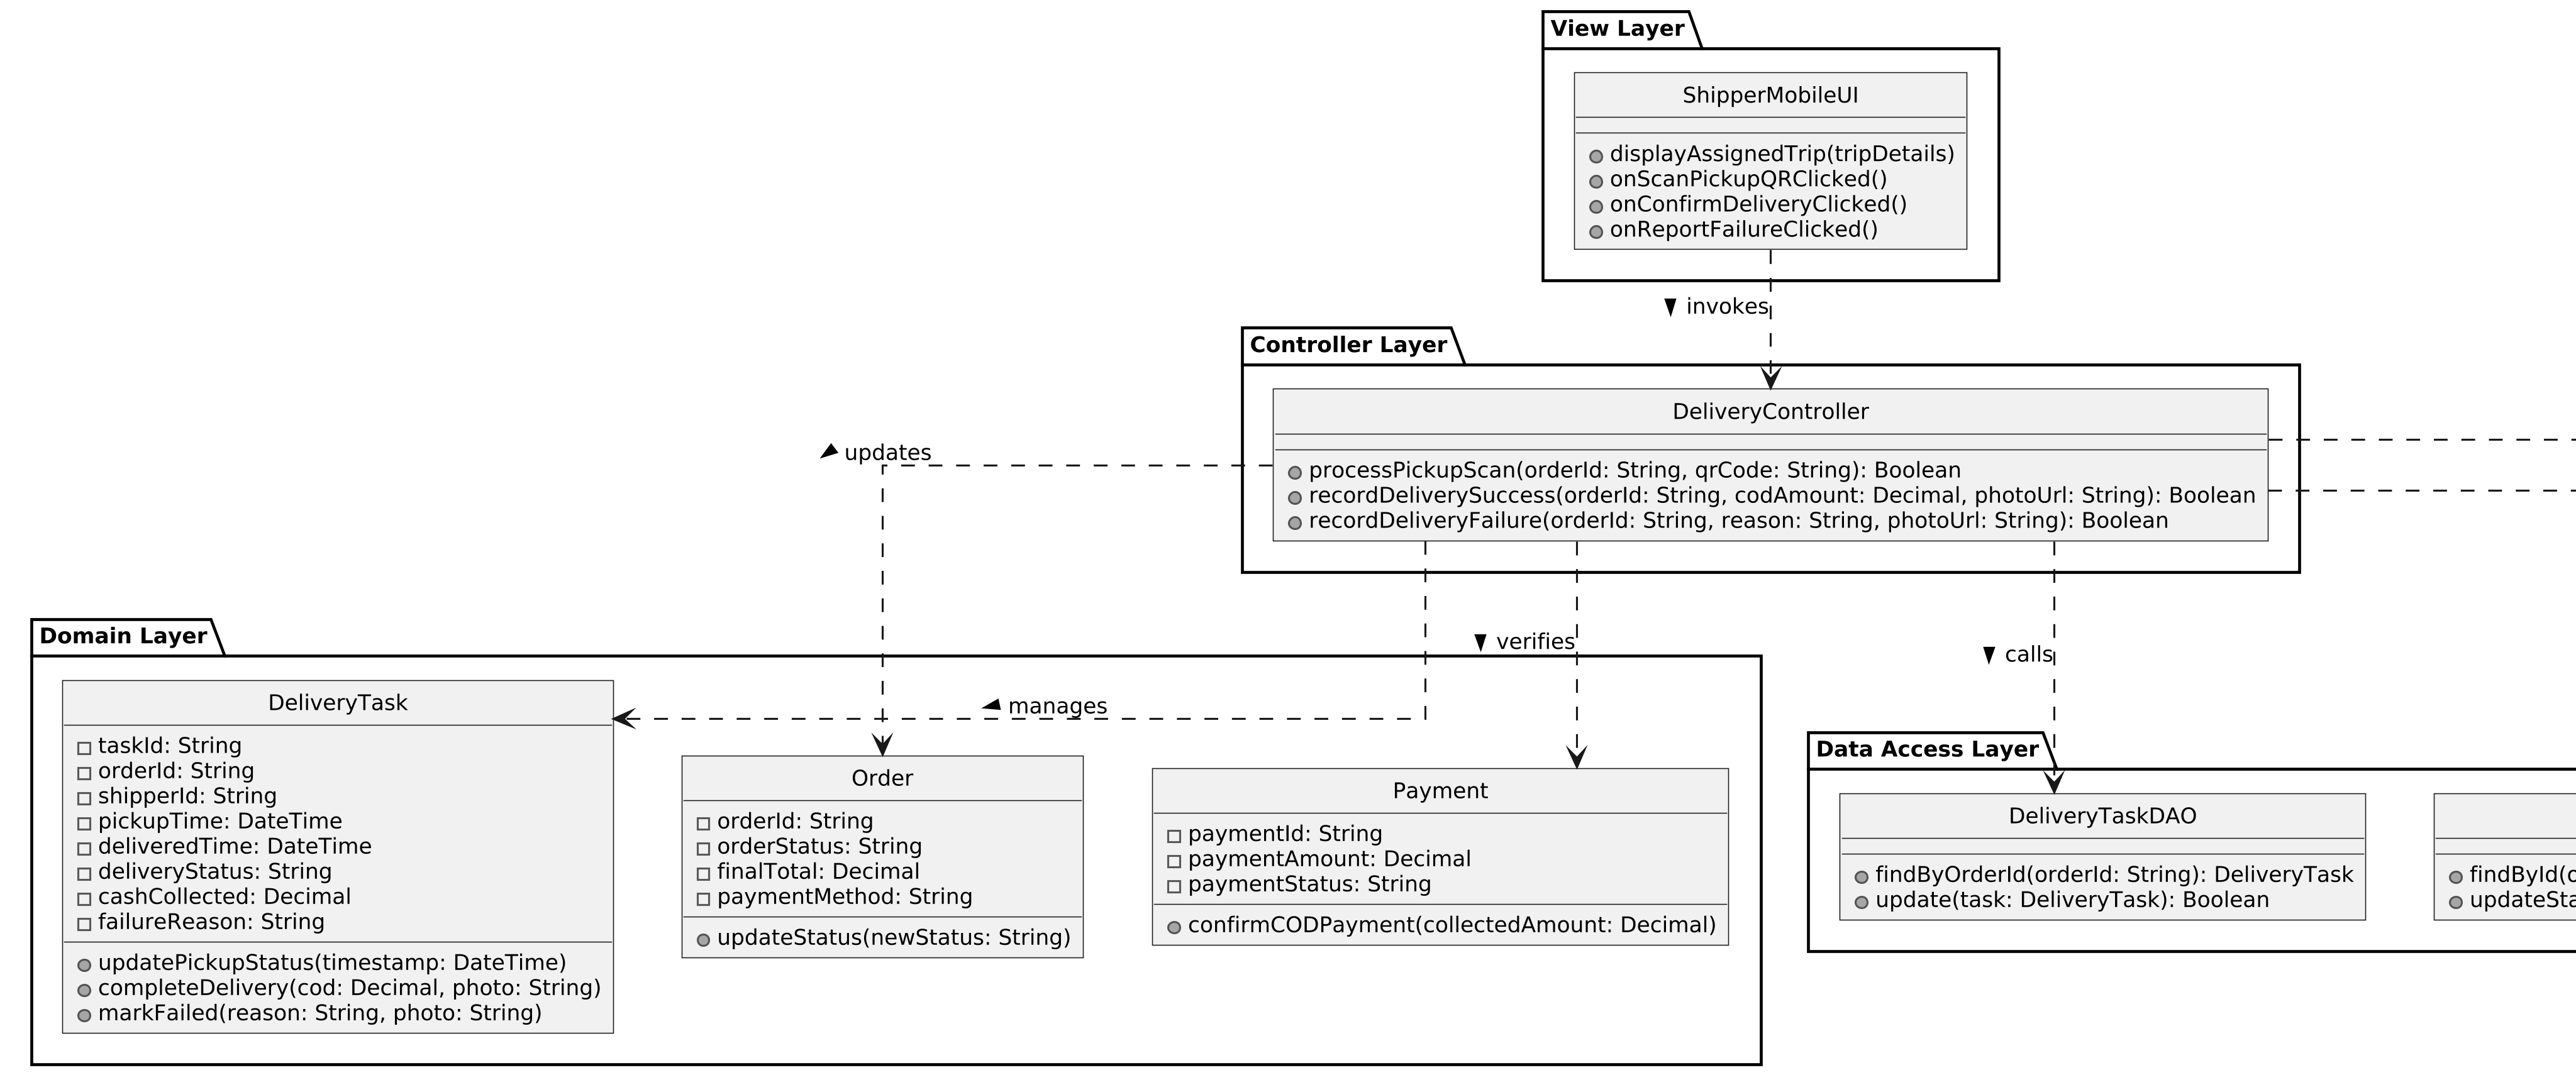 View Layer
ShipperMobileUI
displayAssignedTrip(tripDetails)
onScanPickupQRClicked()
onConfirmDeliveryClicked()
onReportFailureClicked()
invokes
Controller Layer
DeliveryController
processPickupScan(orderId: String, qrCode: String): Boolean
recordDeliverySuccess(orderId: String, codAmount: Decimal, photoUrl: String): Boolean
recordDeliveryFailure(orderId: String, reason: String, photoUrl: String): Boolean
updates
verifies
calls
manages
Domain Layer
DeliveryTask
taskId: String
orderId: String
shipperId: String
pickupTime: DateTime
deliveredTime: DateTime
deliveryStatus: String
cashCollected: Decimal
failureReason: String
updatePickupStatus(timestamp: DateTime)
completeDelivery(cod: Decimal, photo: String)
markFailed(reason: String, photo: String)
Order
orderId: String
orderStatus: String
finalTotal: Decimal
paymentMethod: String
updateStatus(newStatus: String)
Payment
paymentId: String
paymentAmount: Decimal
paymentStatus: String
confirmCODPayment(collectedAmount: Decimal)
Data Access Layer
DeliveryTaskDAO
findByOrderId(orderId: String): DeliveryTask
update(task: DeliveryTask): Boolean
findById(
updateSta